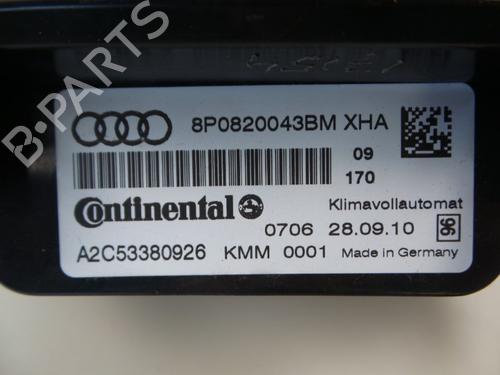 8P0820043BM XHA
09
170
Continental
Klimavollautomat
0706 28.09.10
A2C53380926 KMM 0001 Made in Germany
B-PARTS